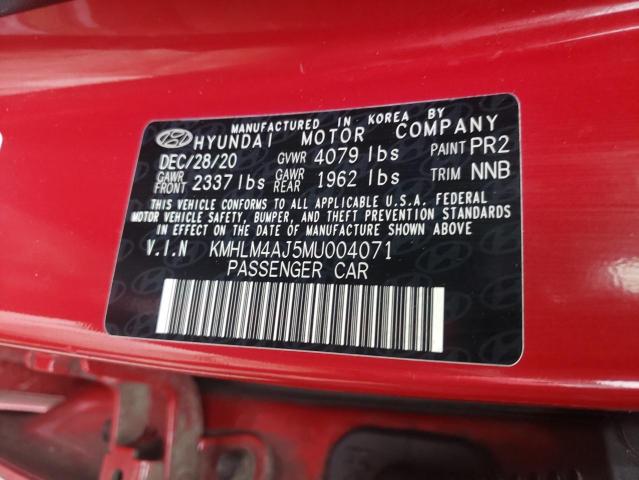 MANUFACTURED IN KOREA BY
HYUNDAI MOTOR COMPANY
DEC/28/20 GVWR 4079 lbs PAINT PR2
GAWR FRONT 2337 lbs GAWR REAR 1962 lbs TRIM NNB
THIS VEHICLE CONFORMS TO ALL APPLICABLE U.S.A. FEDERAL
MOTOR VEHICLE SAFETY, BUMPER, AND THEFT PREVENTION STANDARDS
IN EFFECT ON THE DATE OF MANUFACTURE SHOWN ABOVE
V.I.N KMHLM4AJ5MU004071
PASSENGER CAR